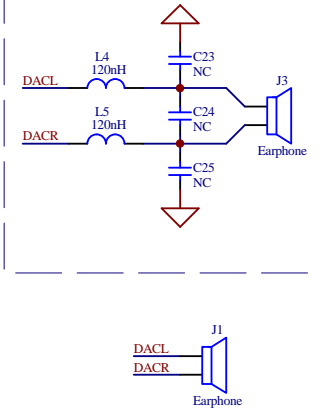 L4
120nH
C23
NC
J3
DACL
L5
120nH
C24
NC
DACR
Earphone
C25
NC
J1
DACL
DACR
Earphone